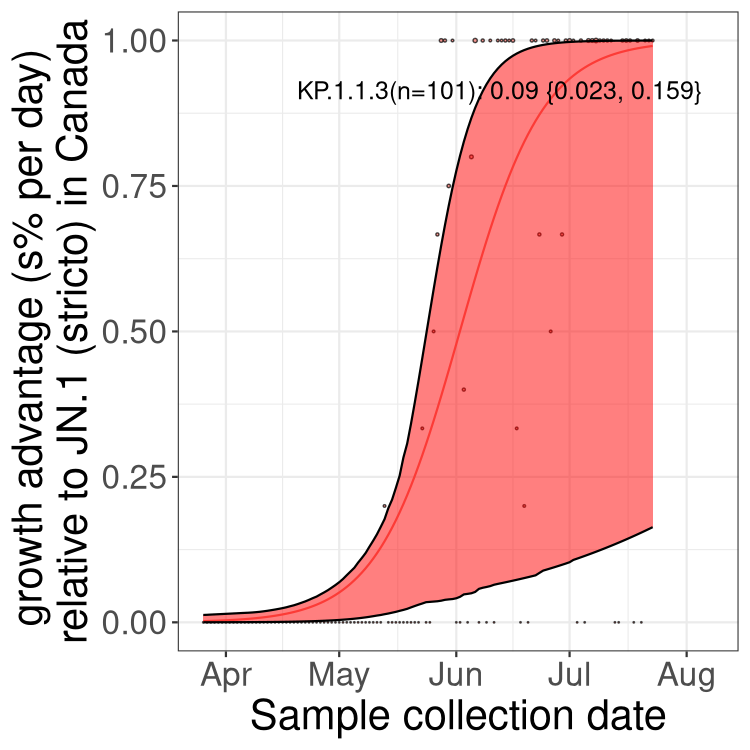 growth advantage (s% per day)
relative to JN.1 (stricto) in Canada
1.00
0.75
0.50
0.25
0.00
KP.1.1.3(n=101): 0.09 {0.023, 0.159}
Apr May Jun Jul Aug
Sample collection date